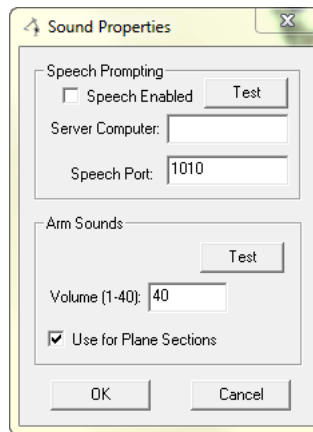 Sound Properties
Speech Prompting
Speech Enabled
Test
Server Computer:
Speech Port: 1010
Arm Sounds
Test
Volume (1-40): 40
Use for Plane Sections
OK Cancel